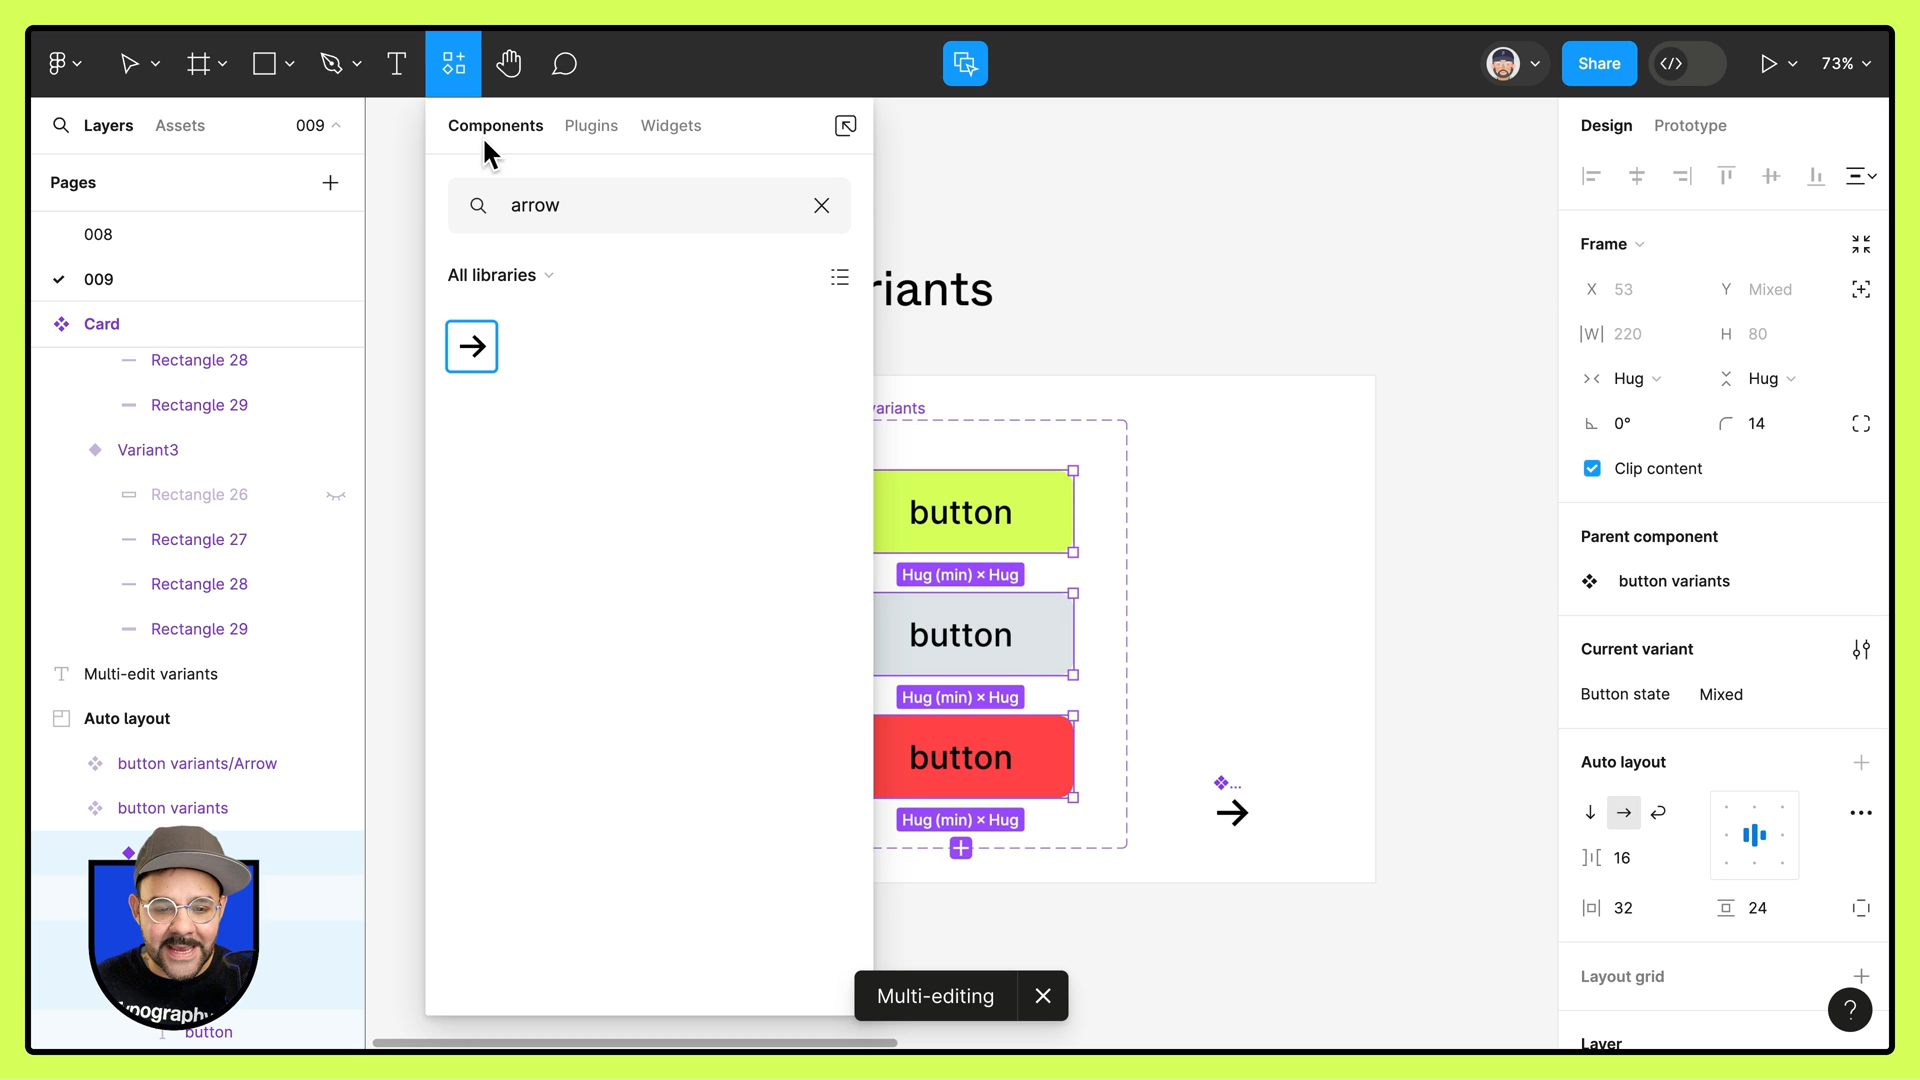 Share
73%
Layers
Assets
009
Pages
008
009
Card
Rectangle 28
Rectangle 29
Variant3
Rectangle 26
Rectangle 27
Rectangle 28
Rectangle 29
Multi-edit variants
Auto layout
button variants/Arrow
button variants
button
Components
Plugins
Widgets
arrow
All libraries
riants
variants
button
Hug (min) × Hug
button
Hug (min) × Hug
button
Hug (min) × Hug
...
Multi-editing
Design
Prototype
Frame
X 53
Y Mixed
W 220
H 80
Hug
Hug
0°
14
Clip content
Parent component
button variants
Current variant
Button state
Mixed
Auto layout
16
32
24
Layout grid
Layer
?